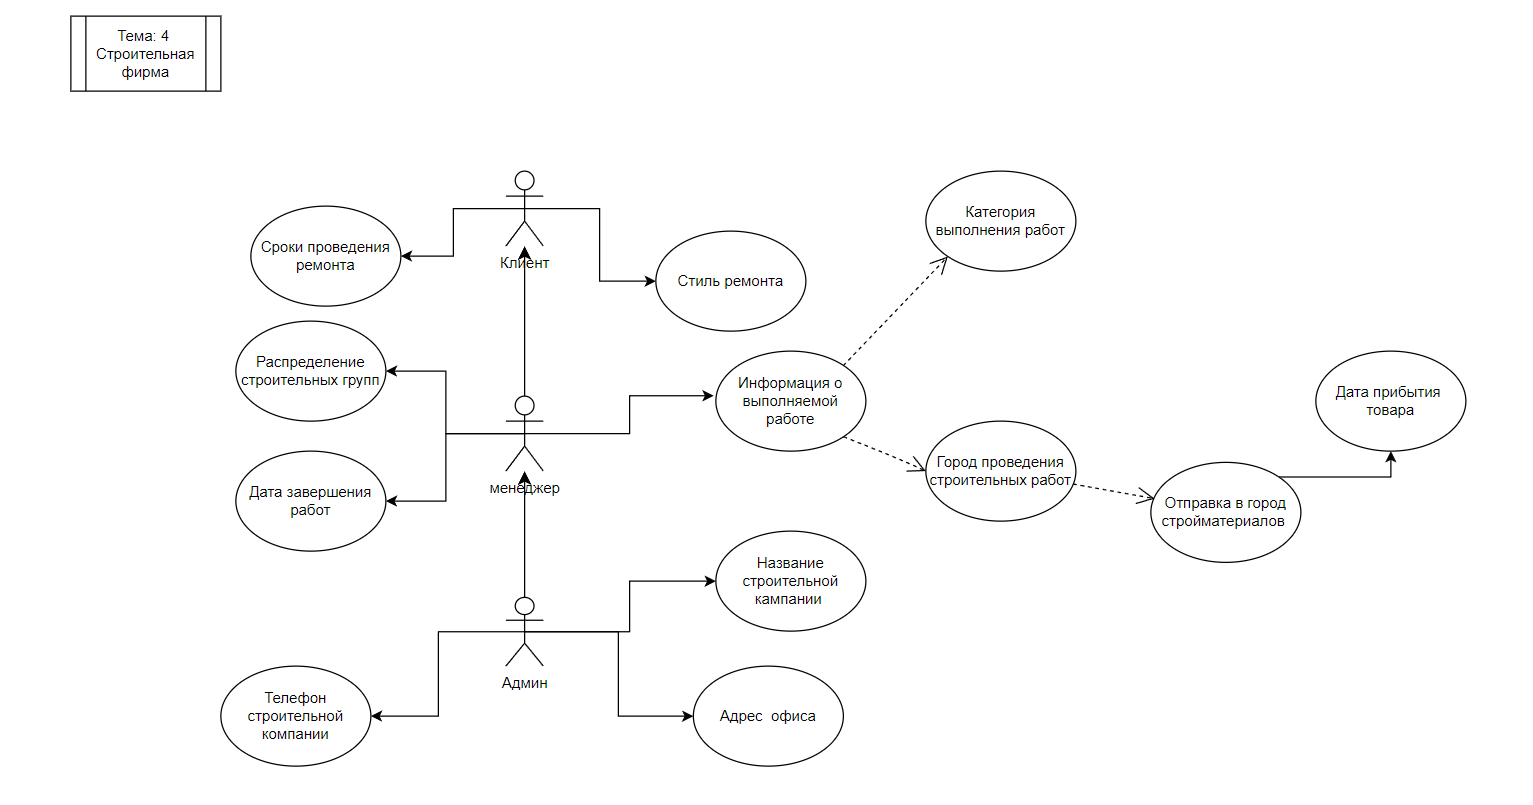 Тема: 4
Строительная
фирма
Клиент
Сроки проведения
ремонта
Стиль ремонта
Категория
выполнения работ
Распределение
строительных групп
Информация о
выполняемой
работе
Дата прибытия
товара
Город проведения
строительных работ
менеджер
Дата завершения
работ
Отправка в город
стройматериалов
Название
строительной
кампании
Админ
Телефон
строительной
компании
Адрес офиса